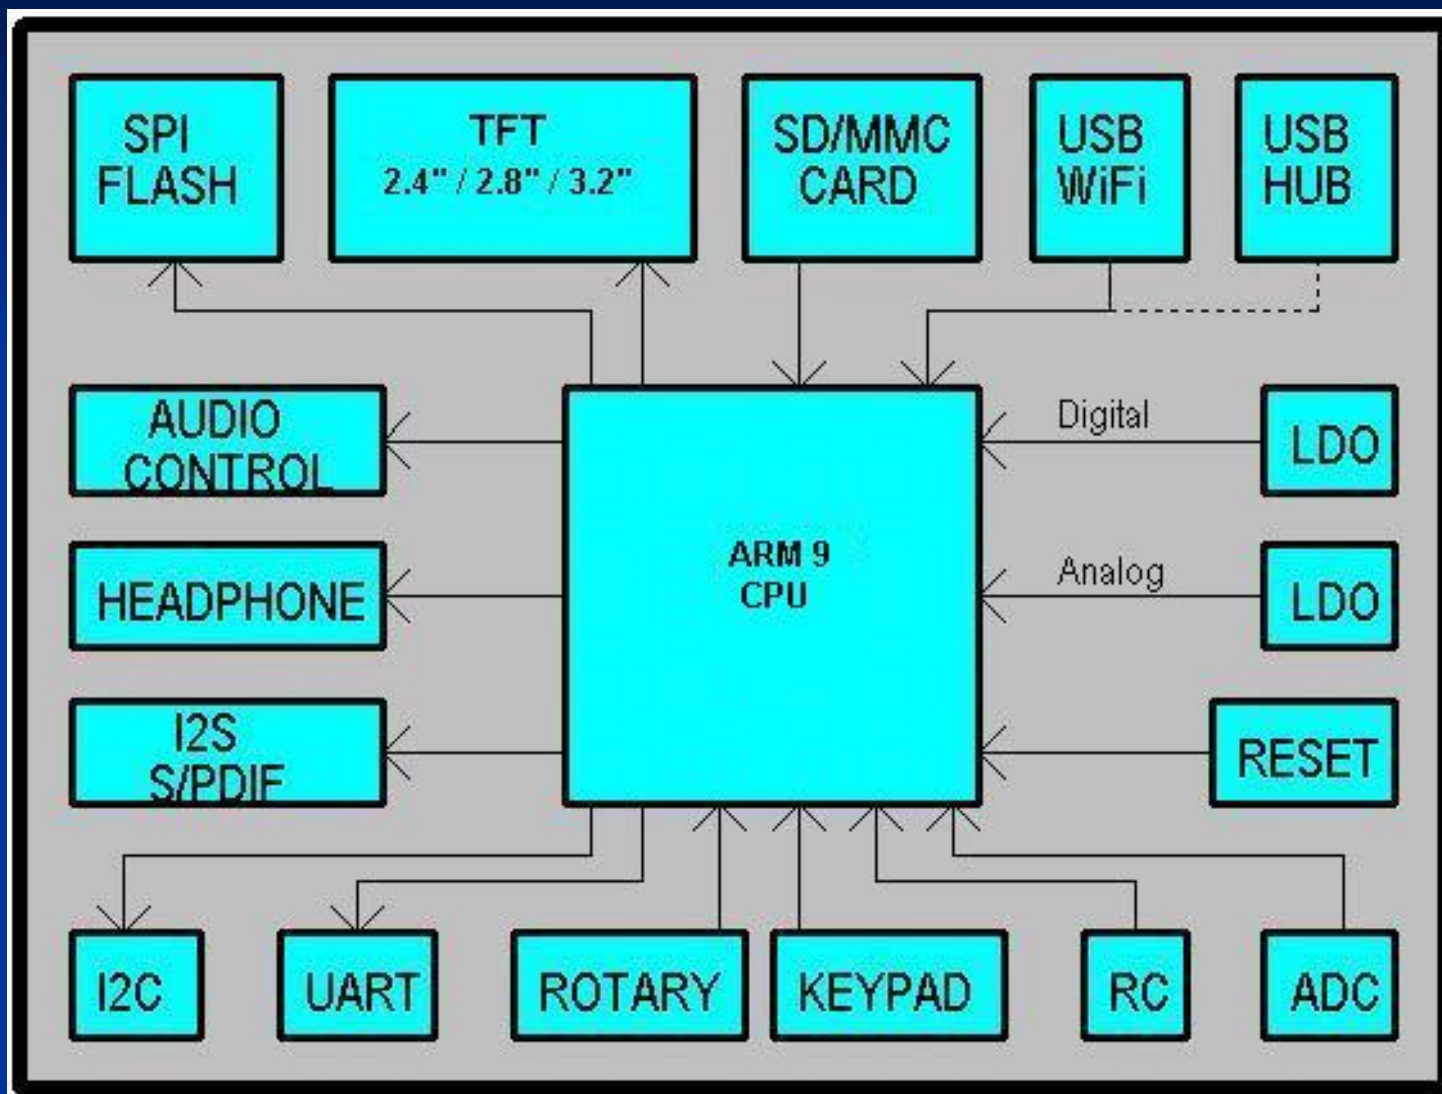 SPI
FLASH
TFT
2.4" / 2.8" / 3.2"
SD/MMC
CARD
USB
WiFi
USB
HUB
AUDIO
CONTROL
Digital
LDO
ARM 9
CPU
HEADPHONE
Analog
LDO
I2S
S/PDIF
RESET
I2C
UART
ROTARY
KEYPAD
RC
ADC